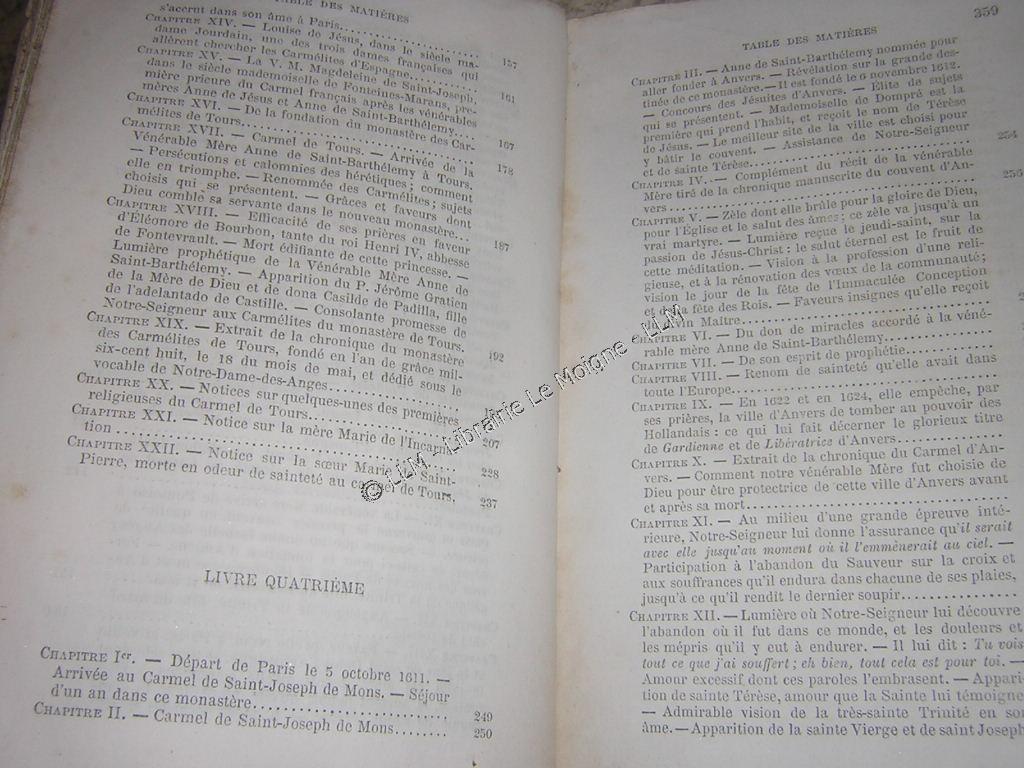 TABLE DES MATIÈRES
s'accrut dans son âme à Paris
CHAPITRE XIV. — Louise de Jésus, dans le siècle ma-
dame Jourdain, une des trois dames françaises qui
allèrent chercher les Carmélites d'Espagne....... 157
CHAPITRE XV. — La V. M. Magdeleine de Saint-Joseph,
dans le siècle mademoiselle de Fontaines-Marans, pre-
mière prieure du Carmel français après les vénérables
mères Anne de Jésus et Anne de Saint-Barthélemy.... 161
CHAPITRE XVI. — De la fondation du monastère des Car-
mélites de Tours 167
CHAPITRE XVII. — Carmel de Tours. — Arrivée de la
Vénérable Mère Anne de Saint-Barthélemy à Tours.
— Persécutions et calomnies des hérétiques; comment
elle en triomphe. — Renommée des Carmélites; sujets
choisis qui se présentent. — Grâces et faveurs dont
Dieu comble sa servante dans le nouveau monastère... 178
CHAPITRE XVIII. — Efficacité de ses prières en faveur
d'Éléonore de Bourbon, tante du roi Henri IV, abbesse
de Fontevrault. — Mort édifiante de cette princesse. —
Lumière prophétique de la Vénérable Mère Anne de
Saint-Barthélemy. — Apparition du P. Jérôme Gratien
de la Mère de Dieu et de dona Casilde de Padilla, fille
de l'adelantado de Castille. — Consolante promesse de
Notre-Seigneur aux Carmélites du monastère de Tours. 187
CHAPITRE XIX. — Extrait de la chronique du monastère
des Carmélites de Tours, fondé en l'an de grâce mil-
six-cent huit, le 18 du mois de mai, et dédié sous le
vocable de Notre-Dame-des-Anges 192
CHAPITRE XX. — Notices sur quelques-unes des premières
religieuses du Carmel de Tours 207
CHAPITRE XXI. — Notice sur la mère Marie de l'Incarna-
tion 228
CHAPITRE XXII. — Notice sur la sœur Marie de Saint-
Pierre, morte en odeur de sainteté au carmel de Tours, 237
LIVRE QUATRIÈME
CHAPITRE Ier. — Départ de Paris le 5 octobre 1611. —
Arrivée au Carmel de Saint-Joseph de Mons. — Séjour
d'un an dans ce monastère 249
CHAPITRE II. — Carmel de Saint-Joseph de Mons........ 250
359
TABLE DES MATIÈRES
CHAPITRE III. — Anne de Saint-Barthélemy nommée pour
aller fonder à Anvers. — Révélation sur la grande des-
tinée de ce monastère. — Il est fondé le 6 novembre 1612.
— Concours des Jésuites d'Anvers. — Élite de sujets
qui se présentent. — Mademoiselle de Dompré est la
première qui prend l'habit, et reçoit le nom de Térèse
de Jésus. — Le meilleur site de la ville est choisi pour
y bâtir le couvent. — Assistance de Notre-Seigneur
et de sainte Térèse 254
CHAPITRE IV. — Complément du récit de la vénérable
Mère tiré de la chronique manuscrite du couvent d'An-
vers
CHAPITRE V. — Zèle dont elle brûle pour la gloire de Dieu,
pour l'Église et le salut des âmes; ce zèle va jusqu'à un
vrai martyre. — Lumière reçue le jeudi-saint, sur la
passion de Jésus-Christ : le salut éternel est le fruit de
cette méditation. — Vision à la profession d'une reli-
gieuse, et à la rénovation des vœux de la communauté;
vision le jour de la fête de l'Immaculée Conception
et de la fête des Rois. — Faveurs insignes qu'elle reçoit
de son Maître
CHAPITRE VI. — Du don de miracles accordé à la véné-
rable mère Anne de Saint-Barthélemy
CHAPITRE VII. — De son esprit de prophétie
CHAPITRE VIII. — Renom de sainteté qu'elle avait dans
toute l'Europe
CHAPITRE IX. — En 1622 et en 1624, elle empêche, par
ses prières, la ville d'Anvers de tomber au pouvoir des
Hollandais : ce qui lui fait décerner le glorieux titre
de Gardienne et de Libératrice d'Anvers
CHAPITRE X. — Extrait de la chronique du Carmel d'An-
vers. — Comment notre vénérable Mère fut choisie de
Dieu pour être protectrice de cette ville d'Anvers avant
et après sa mort
CHAPITRE XI. — Au milieu d'une grande épreuve inté-
rieure, Notre-Seigneur lui donne l'assurance qu'il serait
avec elle jusqu'au moment où il l'emmènerait au ciel. —
Participation à l'abandon du Sauveur sur la croix et
aux souffrances qu'il endura dans chacune de ses plaies,
jusqu'à ce qu'il rendit le dernier soupir
CHAPITRE XII. — Lumière où Notre-Seigneur lui découvre
l'abandon où il fut dans ce monde, et les douleurs et
les mépris qu'il y eut à endurer. — Il lui dit : Tu vois
tout ce que j'ai souffert; eh bien, tout cela est pour toi. —
Amour excessif dont ces paroles l'embrasent. — Appari-
tion de sainte Térèse, amour que la Sainte lui témoigne
— Admirable vision de la très-sainte Trinité en son
âme. — Apparition de la sainte Vierge et de saint Joseph
© LLM Librairie Le Moigne - LLM